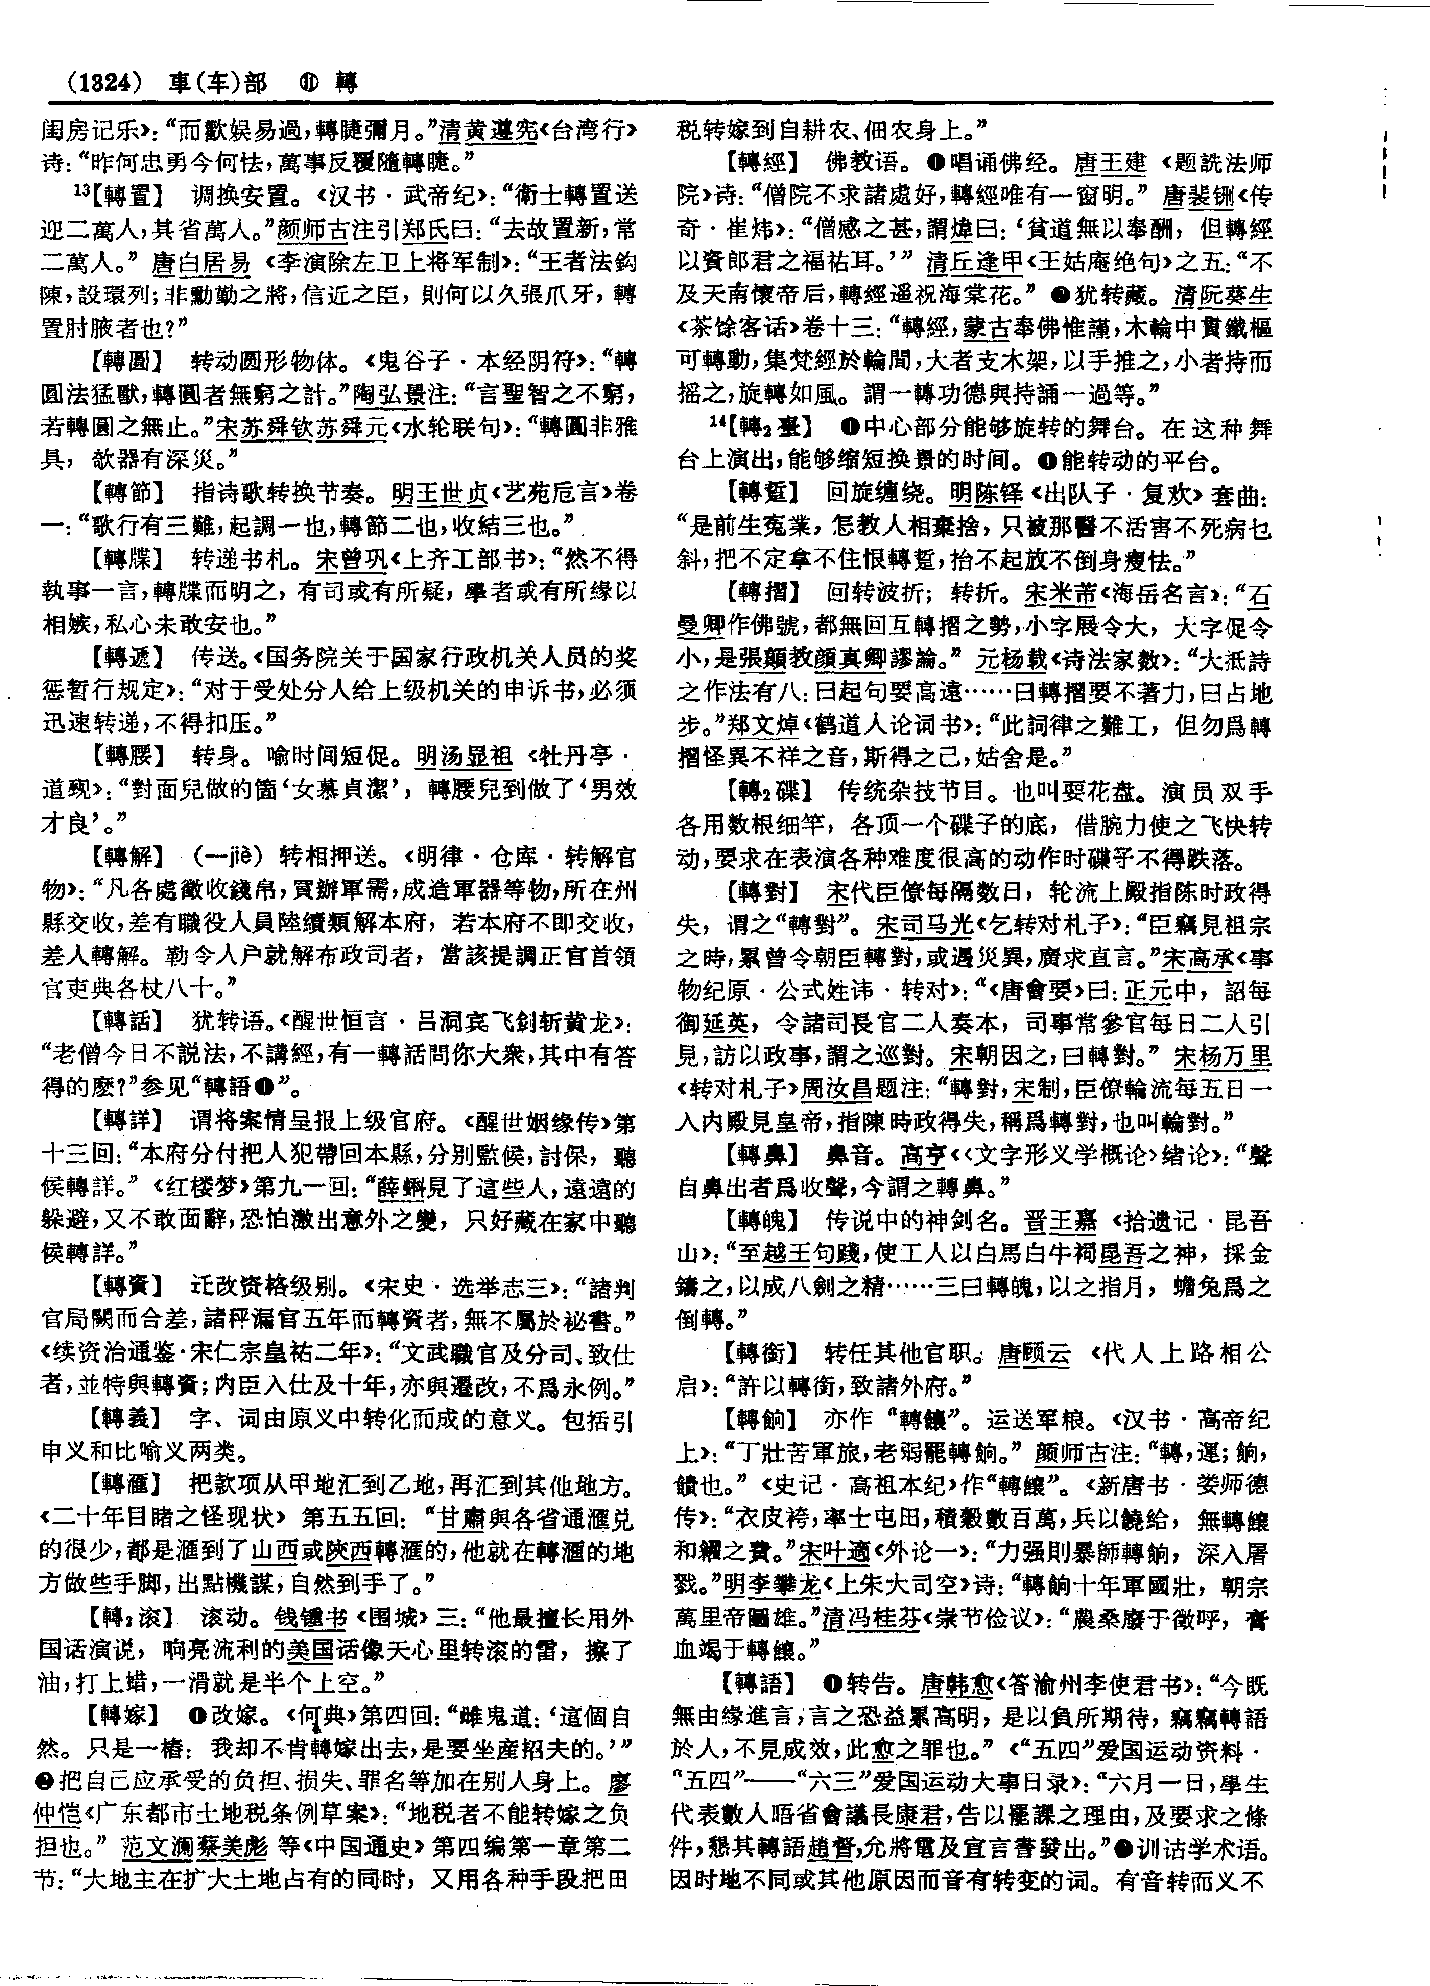 (1324) 車(车)部 ⑪ 轉
闺房记乐》：“而歡娱易過，轉睫彌月。”清黄遵宪《台湾行》
诗：“昨何忠勇今何怯，萬事反覆隨轉睫。”
13【轉置】 调换安置。《汉书·武帝纪》：“衛士轉置送
迎二萬人，其省萬人。”颜师古注引郑氏曰：“去故置新，常
二萬人。”唐白居易《李演除左卫上将军制》：“王者法鈎
陳，設環列；非勳勤之將，信近之臣，則何以久張爪牙，轉
置肘腋者也？”
【轉圓】 转动圆形物体。《鬼谷子·本经阴符》：“轉
圓法猛獸，轉圓者無窮之計。”陶弘景注：“言聖智之不窮，
若轉圓之無止。”宋苏舜钦苏舜元《水轮联句》：“轉圓非雅
具，欹器有深災。”
【轉節】 指诗歌转换节奏。明王世贞《艺苑卮言》卷
一：“歌行有三難，起調一也，轉節二也，收結三也。”
【轉牒】 转递书札。宋曾巩《上齐工部书》：“然不得
執事一言，轉牒而明之，有司或有所疑，學者或有所缘以
相嫉，私心未敢安也。”
【轉遞】 传送。《国务院关于国家行政机关人员的奖
惩暂行规定》：“对于受处分人给上级机关的申诉书，必须
迅速转递，不得扣压。”
【轉腰】 转身。喻时间短促。明汤显祖《牡丹亭·
道觋》：“對面兒做的箇‘女慕貞潔’，轉腰兒到做了‘男效
才良’。”
【轉解】 （—jiè）转相押送。《明律·仓库·转解官
物》：“凡各處徵收錢帛，買辦軍需，成造軍器等物，所在州
縣交收，差有職役人員陸續類解本府，若本府不即交收，
差人轉解。勒令人户就解布政司者，當該提調正官首領
官吏典各杖八十。”
【轉話】 犹转语。《醒世恒言·吕洞宾飞剑斩黄龙》：
“老僧今日不説法，不講經，有一轉話問你大衆，其中有答
得的麽？”参见“轉語❶”。
【轉詳】 谓将案情呈报上级官府。《醒世姻缘传》第
十三回：“本府分付把人犯帶回本縣，分别監候，討保，聽
侯轉詳。”《红楼梦》第九一回：“薛蝌見了這些人，遠遠的
躲避，又不敢面辭，恐怕激出意外之變，只好藏在家中聽
候轉詳。”
【轉資】 迁改资格级别。《宋史·选举志三》：“諸判
官局闕而合差，諸秤漏官五年而轉資者，無不屬於祕書。”
《续资治通鉴·宋仁宗皇祐二年》：“文武職官及分司、致仕
者，並特與轉資；内臣入仕及十年，亦與遷改，不爲永例。”
【轉義】 字、词由原义中转化而成的意义。包括引
申义和比喻义两类。
【轉滙】 把款项从甲地汇到乙地，再汇到其他地方。
《二十年目睹之怪现状》第五五回：“甘肅與各省通滙兑
的很少，都是滙到了山西或陝西轉滙的，他就在轉滙的地
方做些手脚，出點機謀，自然到手了。”
【轉₂滚】 滚动。钱锺书《围城》三：“他最擅长用外
国话演说，响亮流利的美国话像天心里转滚的雷，擦了
油，打上蜡，一滑就是半个上空。”
【轉嫁】 ❶改嫁。《何典》第四回：“雌鬼道：‘這個自
然。只是一樁：我却不肯轉嫁出去，是要坐産招夫的。’”
❷把自己应承受的负担、损失、罪名等加在别人身上。廖
仲恺《广东都市土地税条例草案》：“地税者不能转嫁之负
担也。”范文澜蔡美彪等《中国通史》第四编第一章第二
节：“大地主在扩大土地占有的同时，又用各种手段把田
税转嫁到自耕农、佃农身上。”
【轉經】 佛教语。❶唱诵佛经。唐王建《题詵法师
院》诗：“僧院不求諸處好，轉經唯有一窗明。”唐裴铏《传
奇·崔炜》：“僧感之甚，謂煒曰：‘貧道無以奉酬，但轉經
以資郎君之福祐耳。’”清丘逢甲《王姑庵绝句》之五：“不
及天南懷帝后，轉經遥祝海棠花。”❷犹转藏。清阮葵生
《茶馀客话》卷十三：“轉經，蒙古奉佛惟謹，木輪中貫鐵樞
可轉動，集梵經於輪間，大者支木架，以手推之，小者持而
摇之，旋轉如風。謂一轉功德與持誦一過等。”
14【轉₂臺】 ❶中心部分能够旋转的舞台。在这种舞
台上演出，能够缩短换景的时间。❶能转动的平台。
【轉踅】 回旋缠绕。明陈铎《出队子·复欢》套曲：
“是前生寃業，怎教人相棄捨，只被那醫不活害不死病乜
斜，把不定拿不住恨轉踅，抬不起放不倒身瘦怯。”
【轉摺】 回转波折；转折。宋米芾《海岳名言》：“石
曼卿作佛號，都無回互轉摺之勢，小字展令大，大字促令
小，是張顛教顔真卿謬論。”元杨载《诗法家数》：“大抵詩
之作法有八：曰起句要高遠……曰轉摺要不著力，曰占地
步。”郑文焯《鹤道人论词书》：“此詞律之難工，但勿爲轉
摺怪異不祥之音，斯得之己，姑舍是。”
【轉₂碟】 传统杂技节目。也叫耍花盘。演员双手
各用数根细竿，各顶一个碟子的底，借腕力使之飞快转
动，要求在表演各种难度很高的动作时碟子不得跌落。
【轉對】 宋代臣僚每隔数日，轮流上殿指陈时政得
失，谓之“轉對”。宋司马光《乞转对札子》：“臣竊見祖宗
之時，累曾令朝臣轉對，或遇災異，廣求直言。”宋高承《事
物纪原·公式姓讳·转对》：“《唐會要》曰：正元中，詔每
御延英，令諸司長官二人奏本，司事常參官每日二人引
見，訪以政事，謂之巡對。宋朝因之，曰轉對。”宋杨万里
《转对札子》周汝昌题注：“轉對，宋制，臣僚輪流每五日一
入内殿見皇帝，指陳時政得失，稱爲轉對，也叫輪對。”
【轉鼻】 鼻音。高亨《〈文字形义学概论〉绪论》：“聲
自鼻出者爲收聲，今謂之轉鼻。”
【轉魄】 传说中的神剑名。晋王嘉《拾遗记·昆吾
山》：“至越王句踐，使工人以白馬白牛祠昆吾之神，採金
鑄之，以成八劍之精……三曰轉魄，以之指月，蟾兔爲之
倒轉。”
【轉銜】 转任其他官职。唐顾云《代人上路相公
启》：“許以轉銜，致諸外府。”
【轉餉】 亦作“轉饟”。运送军粮。《汉书·高帝纪
上》：“丁壯苦軍旅，老弱罷轉餉。”颜师古注：“轉，運；餉，
饋也。”《史记·高祖本纪》作“轉饟”。《新唐书·娄师德
传》：“衣皮袴，率士屯田，積穀數百萬，兵以饒给，無轉饟
和糴之費。”宋叶適《外论一》：“力强則暴師轉餉，深入屠
戮。”明李攀龙《上朱大司空》诗：“轉餉十年軍國壯，朝宗
萬里帝圖雄。”清冯桂芬《崇节俭议》：“農桑廢于徵呼，膏
血竭于轉饟。”
【轉語】 ❶转告。唐韩愈《答渝州李使君书》：“今既
無由缘進言，言之恐益累高明，是以負所期待，竊竊轉語
於人，不見成效，此愈之罪也。”《“五四”爱国运动资料·
“五四”——“六三”爱国运动大事日录》：“六月一日，學生
代表數人晤省會議長康君，告以罷課之理由，及要求之條
件，懇其轉語趙督，允將電及宣言書發出。”❷训诂学术语。
因时地不同或其他原因而音有转变的词。有音转而义不